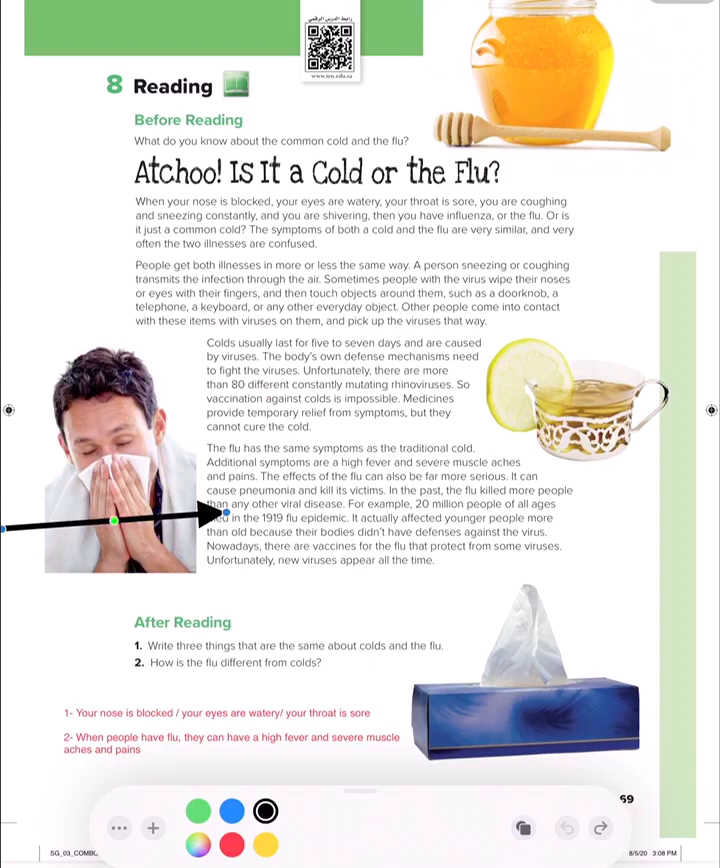 رابط الدرس الرقمي
www.ien.edu.sa
8 Reading
Before Reading
What do you know about the common cold and the flu?
Atchoo! Is It a Cold or the Flu?
When your nose is blocked, your eyes are watery, your throat is sore, you are coughing
and sneezing constantly, and you are shivering, then you have influenza, or the flu. Or is
it just a common cold? The symptoms of both a cold and the flu are very similar, and very
often the two illnesses are confused.
People get both illnesses in more or less the same way. A person sneezing or coughing
transmits the infection through the air. Sometimes people with the virus wipe their noses
or eyes with their fingers, and then touch objects around them, such as a doorknob, a
telephone, a keyboard, or any other everyday object. Other people come into contact
with these items with viruses on them, and pick up the viruses that way.
Colds usually last for five to seven days and are caused
by viruses. The body's own defense mechanisms need
to fight the viruses. Unfortunately, there are more
than 80 different constantly mutating rhinoviruses. So
vaccination against colds is impossible. Medicines
provide temporary relief from symptoms, but they
cannot cure the cold.
The flu has the same symptoms as the traditional cold.
Additional symptoms are a high fever and severe muscle aches
and pains. The effects of the flu can also be far more serious. It can
cause pneumonia and kill its victims. In the past, the flu killed more people
than any other viral disease. For example, 20 million people of all ages
in the 1919 flu epidemic. It actually affected younger people more
than old because their bodies didn't have defenses against the virus.
Nowadays, there are vaccines for the flu that protect from some viruses.
Unfortunately, new viruses appear all the time.
After Reading
1. Write three things that are the same about colds and the flu.
2. How is the flu different from colds?
1- Your nose is blocked / your eyes are watery/ your throat is sore
2- When people have flu, they can have a high fever and severe muscle
aches and pains
69
8/5/20 3:08 PM